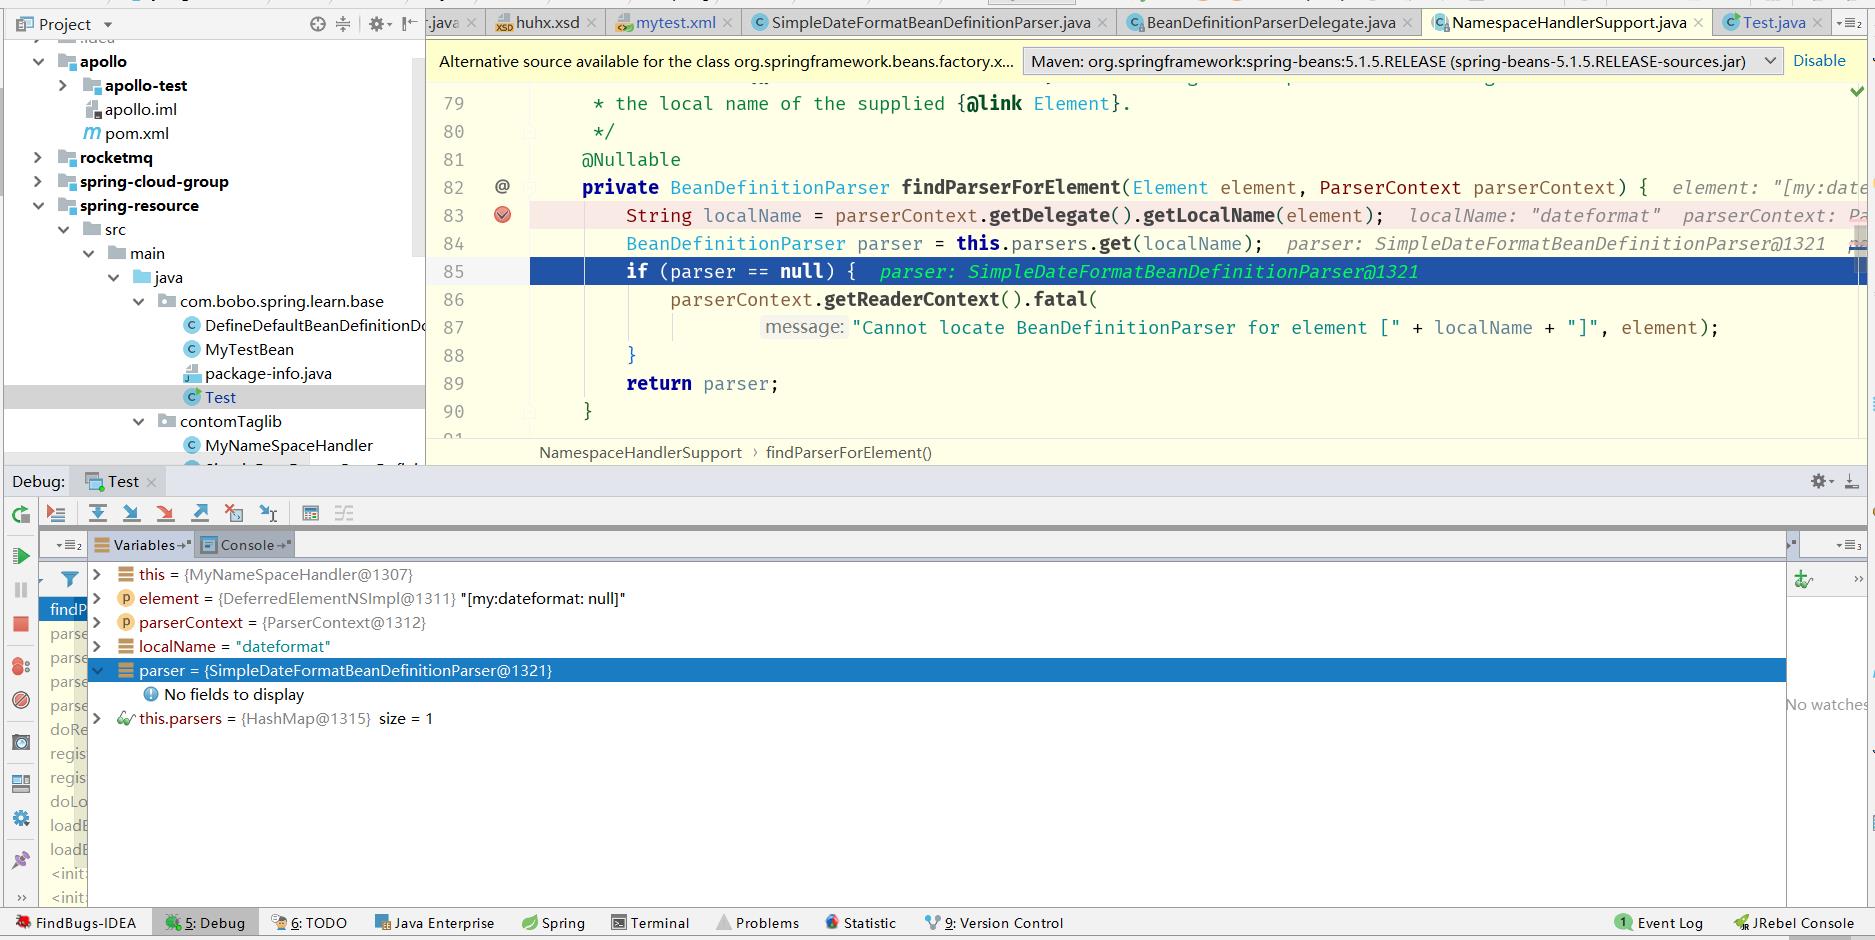 Project
.java
huhx.xsd
mytest.xml
SimpleDateFormatBeanDefinitionParser.java
BeanDefinitionParserDelegate.java
NamespaceHandlerSupport.java
Test.java
Alternative source available for the class org.springframework.beans.factory.x...
Maven: org.springframework:spring-beans:5.1.5.RELEASE (spring-beans-5.1.5.RELEASE-sources.jar)
Disable
.idea
apollo
apollo-test
apollo.iml
pom.xml
rocketmq
spring-cloud-group
spring-resource
src
main
java
com.bobo.spring.learn.base
DefineDefaultBeanDefinitionDo
MyTestBean
package-info.java
Test
contomTaglib
MyNameSpaceHandler
79 * the local name of the supplied {@link Element}.
80 */
81 @Nullable
82 @ private BeanDefinitionParser findParserForElement(Element element, ParserContext parserContext) { element: "[my:date
83 String localName = parserContext.getDelegate().getLocalName(element); localName: "dateformat" parserContext: Pa
84 BeanDefinitionParser parser = this.parsers.get(localName); parser: SimpleDateFormatBeanDefinitionParser@1321
85 if (parser == null) { parser: SimpleDateFormatBeanDefinitionParser@1321
86 parserContext.getReaderContext().fatal(
87 message: "Cannot locate BeanDefinitionParser for element [" + localName + "]", element);
88 }
89 return parser;
90 }
91
NamespaceHandlerSupport › findParserForElement()
Debug: Test
Variables
Console
findP
parse
parse
parse
parse
doRe
regis
regis
doLo
loadB
loadB
<init>
<init>
this = {MyNameSpaceHandler@1307}
element = {DeferredElementNSImpl@1311} "[my:dateformat: null]"
parserContext = {ParserContext@1312}
localName = "dateformat"
parser = {SimpleDateFormatBeanDefinitionParser@1321}
No fields to display
this.parsers = {HashMap@1315} size = 1
No watches
FindBugs-IDEA
5: Debug
6: TODO
Java Enterprise
Spring
Terminal
Problems
Statistic
9: Version Control
1 Event Log
JRebel Console